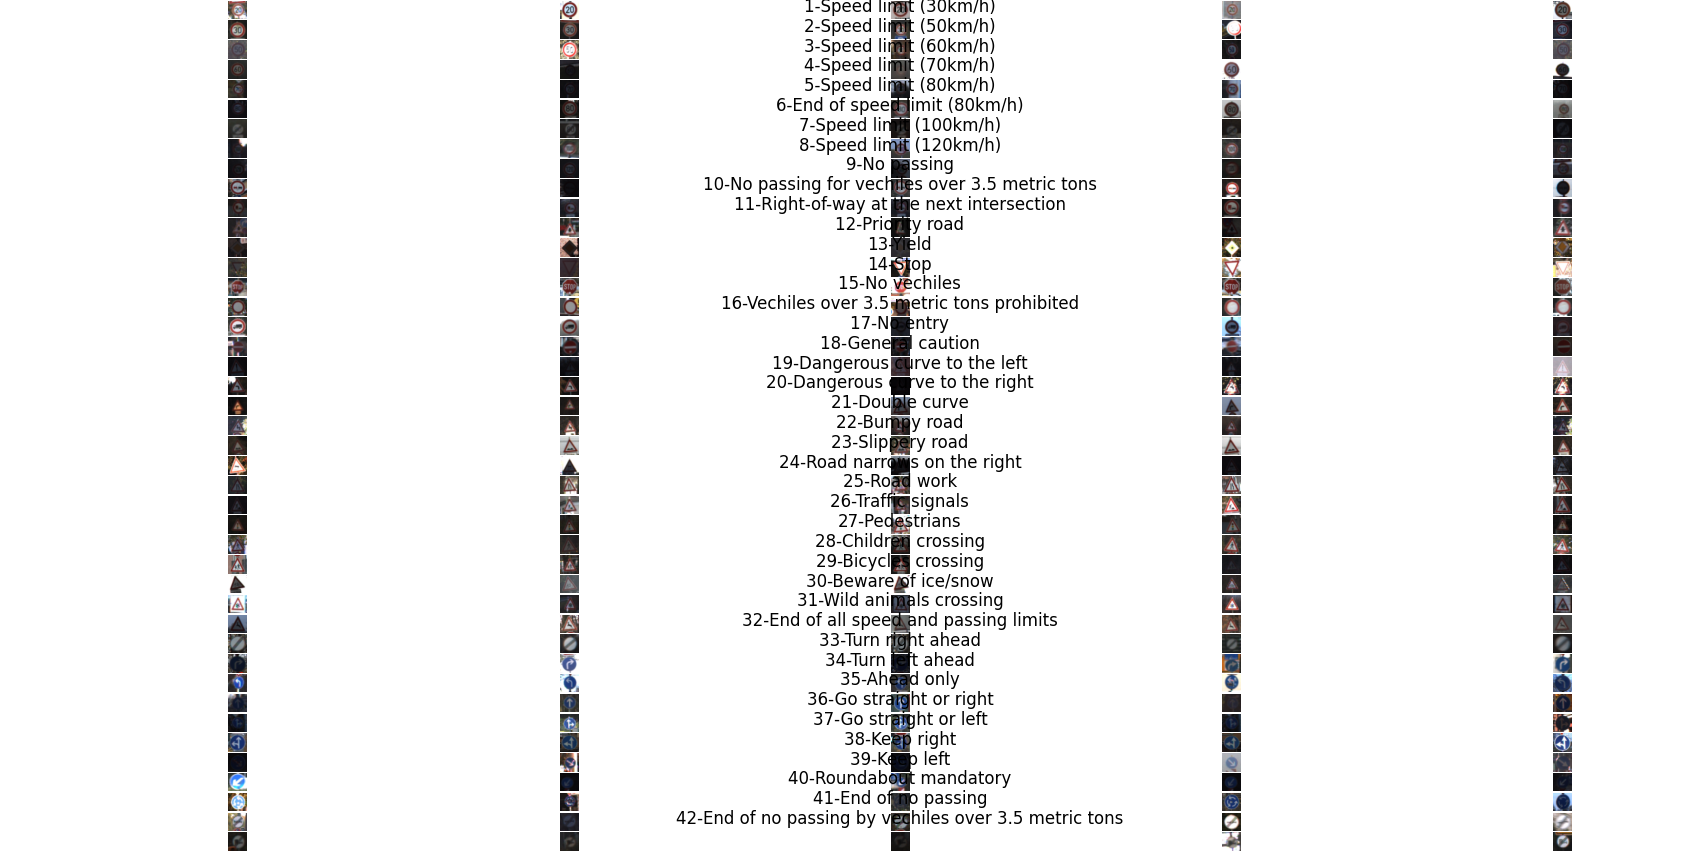 1-Speed limit (30km/h)
2-Speed limit (50km/h)
3-Speed limit (60km/h)
4-Speed limit (70km/h)
5-Speed limit (80km/h)
6-End of speed limit (80km/h)
7-Speed limit (100km/h)
8-Speed limit (120km/h)
9-No passing
10-No passing for vechiles over 3.5 metric tons
11-Right-of-way at the next intersection
12-Priority road
13-Yield
14-Stop
15-No vechiles
16-Vechiles over 3.5 metric tons prohibited
17-No entry
18-General caution
19-Dangerous curve to the left
20-Dangerous curve to the right
21-Double curve
22-Bumpy road
23-Slippery road
24-Road narrows on the right
25-Road work
26-Traffic signals
27-Pedestrians
28-Children crossing
29-Bicycles crossing
30-Beware of ice/snow
31-Wild animals crossing
32-End of all speed and passing limits
33-Turn right ahead
34-Turn left ahead
35-Ahead only
36-Go straight or right
37-Go straight or left
38-Keep right
39-Keep left
40-Roundabout mandatory
41-End of no passing
42-End of no passing by vechiles over 3.5 metric tons